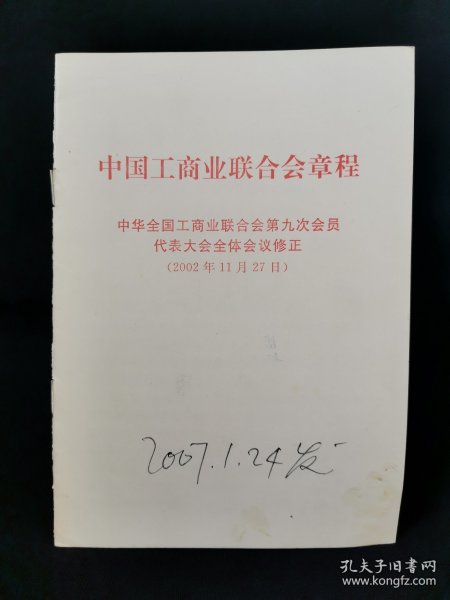 中国工商业联合会章程
中华全国工商业联合会第九次会员
代表大会全体会议修正
(2002年11月27日)
2007.1.24发
孔夫子旧书网
www.kongfz.com